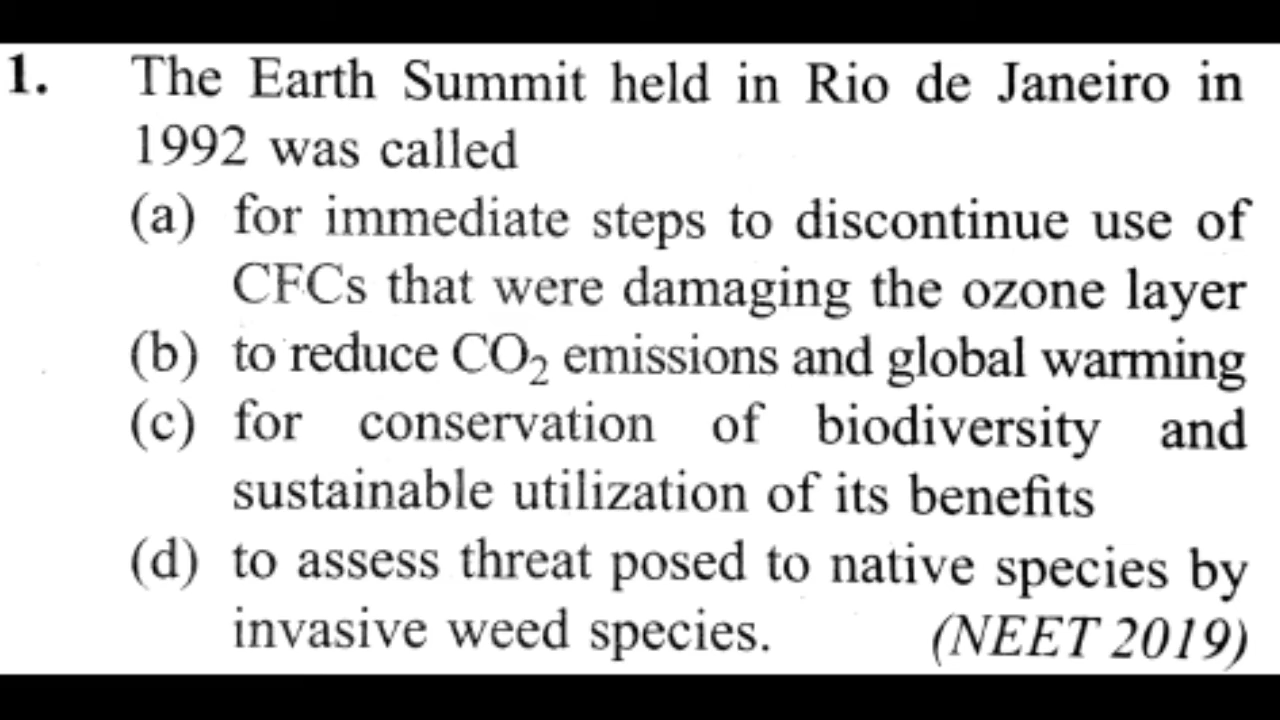 1. The Earth Summit held in Rio de Janeiro in
1992 was called
(a) for immediate steps to discontinue use of
CFCs that were damaging the ozone layer
(b) to reduce CO₂ emissions and global warming
(c) for conservation of biodiversity and
sustainable utilization of its benefits
(d) to assess threat posed to native species by
invasive weed species. (NEET 2019)